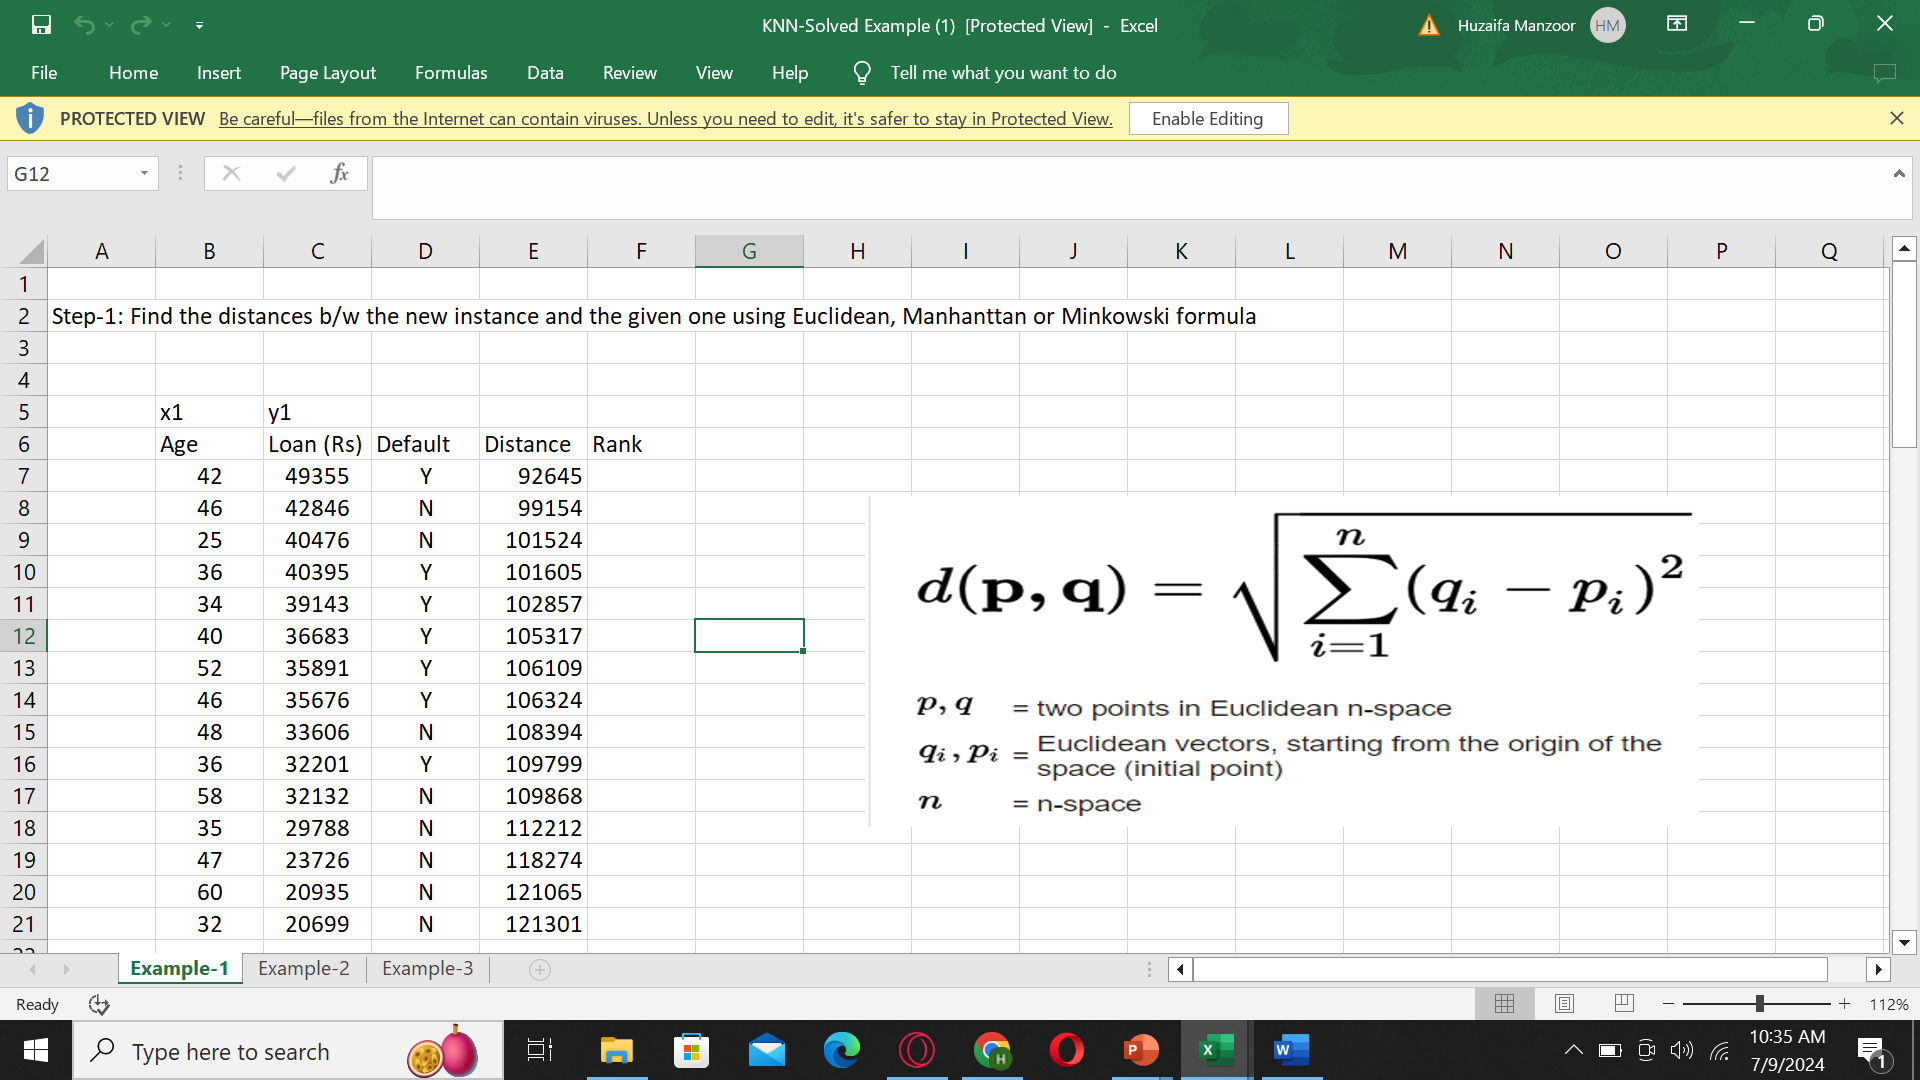 KNN-Solved Example (1) [Protected View] - Excel
Huzaifa Manzoor HM
File Home Insert Page Layout Formulas Data Review View Help Tell me what you want to do
PROTECTED VIEW Be careful—files from the Internet can contain viruses. Unless you need to edit, it's safer to stay in Protected View. Enable Editing
G12 fx
A B C D E F G H I J K L M N O P Q
1
2 Step-1: Find the distances b/w the new instance and the given one using Euclidean, Manhanttan or Minkowski formula
3
4
5 x1 y1
6 Age Loan (Rs) Default Distance Rank
7 42 49355 Y 92645
8 46 42846 N 99154
9 25 40476 N 101524
10 36 40395 Y 101605
11 34 39143 Y 102857
12 40 36683 Y 105317
13 52 35891 Y 106109
14 46 35676 Y 106324
15 48 33606 N 108394
16 36 32201 Y 109799
17 58 32132 N 109868
18 35 29788 N 112212
19 47 23726 N 118274
20 60 20935 N 121065
21 32 20699 N 121301
d(p, q) = √ n ∑ i=1 (qi − pi)²
p, q = two points in Euclidean n-space
qi, pi = Euclidean vectors, starting from the origin of the
space (initial point)
n = n-space
Example-1 Example-2 Example-3
Ready 112%
Type here to search
10:35 AM
7/9/2024
1